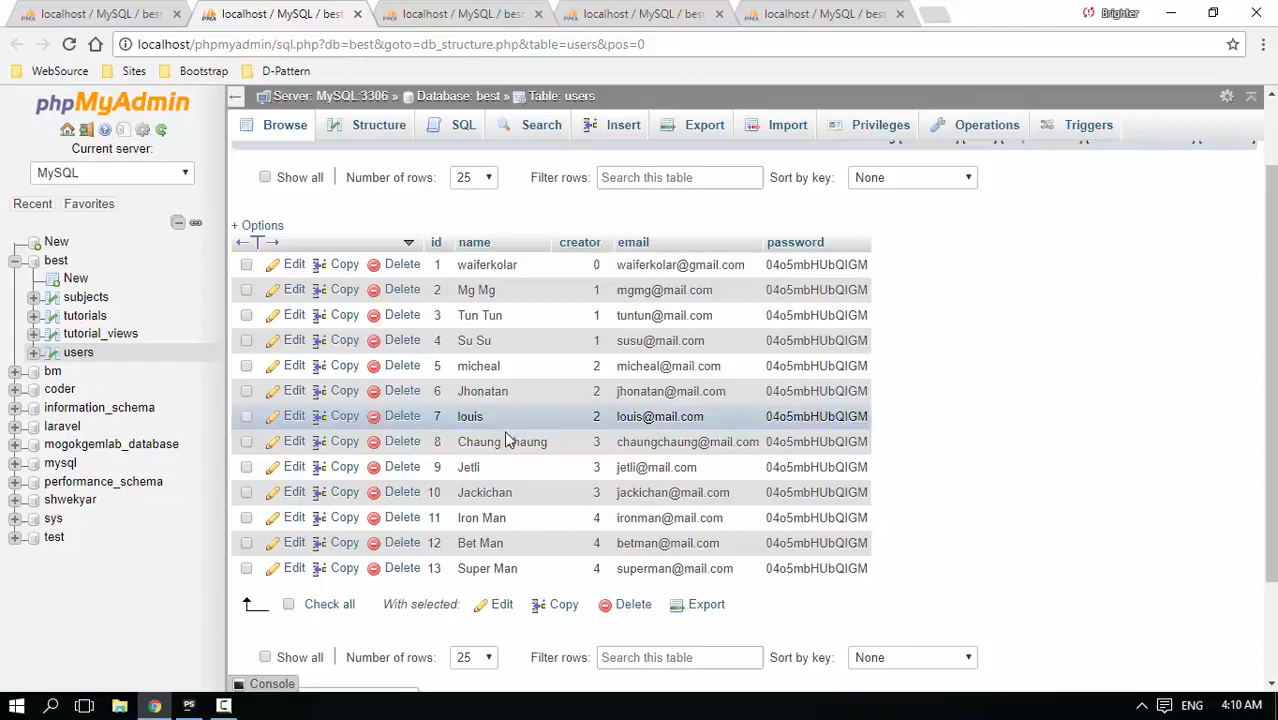 localhost / MySQL / best localhost / MySQL / best localhost / MySQL / best localhost / MySQL / best localhost / MySQL / best Brighter
localhost/phpmyadmin/sql.php?db=best&goto=db_structure.php&table=users&pos=0
WebSource Sites Bootstrap D-Pattern
phpMyAdmin
Current server:
MySQL
Recent Favorites
New
best
New
subjects
tutorials
tutorial_views
users
bm
coder
information_schema
laravel
mogokgemlab_database
mysql
performance_schema
shwekyar
sys
test
Server: MySQL:3306 » Database: best » Table: users
Browse Structure SQL Search Insert Export Import Privileges Operations Triggers
Show all Number of rows: 25 Filter rows: Search this table Sort by key: None
+ Options
id name creator email password
Edit Copy Delete 1 waiferkolar 0 waiferkolar@gmail.com 04o5mbHUbQIGM
Edit Copy Delete 2 Mg Mg 1 mgmg@mail.com 04o5mbHUbQIGM
Edit Copy Delete 3 Tun Tun 1 tuntun@mail.com 04o5mbHUbQIGM
Edit Copy Delete 4 Su Su 1 susu@mail.com 04o5mbHUbQIGM
Edit Copy Delete 5 micheal 2 micheal@mail.com 04o5mbHUbQIGM
Edit Copy Delete 6 Jhonatan 2 jhonatan@mail.com 04o5mbHUbQIGM
Edit Copy Delete 7 louis 2 louis@mail.com 04o5mbHUbQIGM
Edit Copy Delete 8 Chaung Chaung 3 chaungchaung@mail.com 04o5mbHUbQIGM
Edit Copy Delete 9 Jetli 3 jetli@mail.com 04o5mbHUbQIGM
Edit Copy Delete 10 Jackichan 3 jackichan@mail.com 04o5mbHUbQIGM
Edit Copy Delete 11 Iron Man 4 ironman@mail.com 04o5mbHUbQIGM
Edit Copy Delete 12 Bet Man 4 betman@mail.com 04o5mbHUbQIGM
Edit Copy Delete 13 Super Man 4 superman@mail.com 04o5mbHUbQIGM
Check all With selected: Edit Copy Delete Export
Show all Number of rows: 25 Filter rows: Search this table Sort by key: None
Console
ENG 4:10 AM